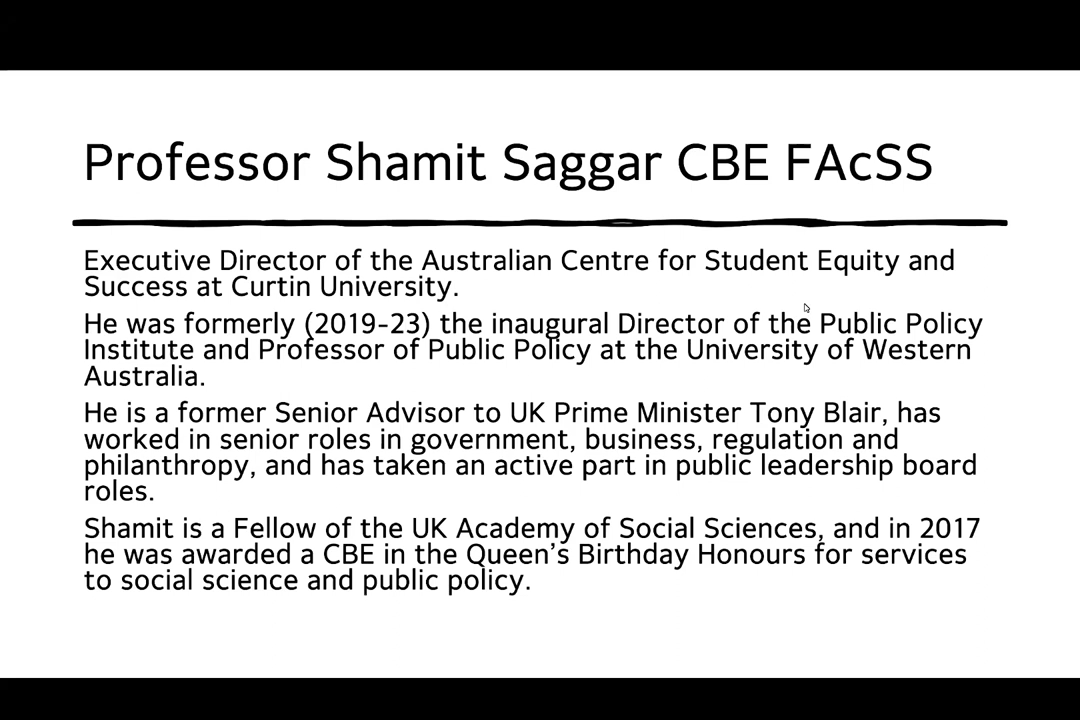 Professor Shamit Saggar CBE FAcSS
Executive Director of the Australian Centre for Student Equity and
Success at Curtin University.
He was formerly (2019-23) the inaugural Director of the Public Policy
Institute and Professor of Public Policy at the University of Western
Australia.
He is a former Senior Advisor to UK Prime Minister Tony Blair, has
worked in senior roles in government, business, regulation and
philanthropy, and has taken an active part in public leadership board
roles.
Shamit is a Fellow of the UK Academy of Social Sciences, and in 2017
he was awarded a CBE in the Queen’s Birthday Honours for services
to social science and public policy.